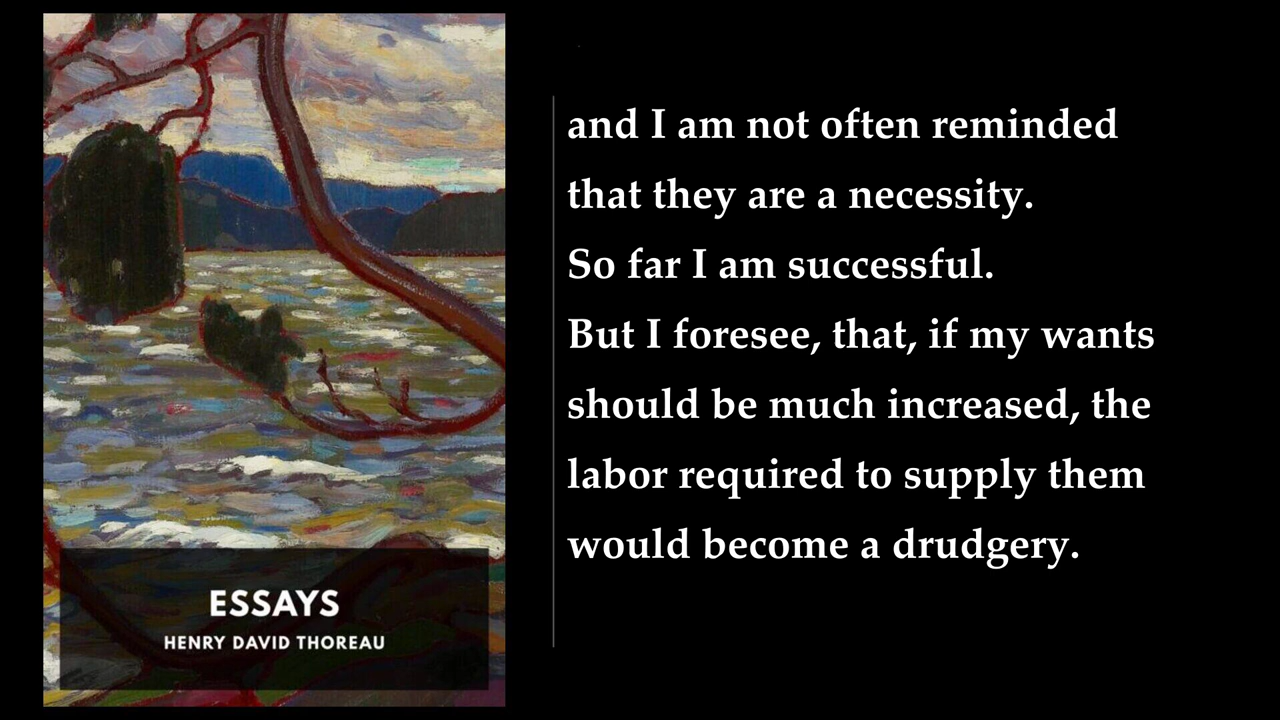 and I am not often reminded
that they are a necessity.
So far I am successful.
But I foresee, that, if my wants
should be much increased, the
labor required to supply them
would become a drudgery.
ESSAYS
HENRY DAVID THOREAU